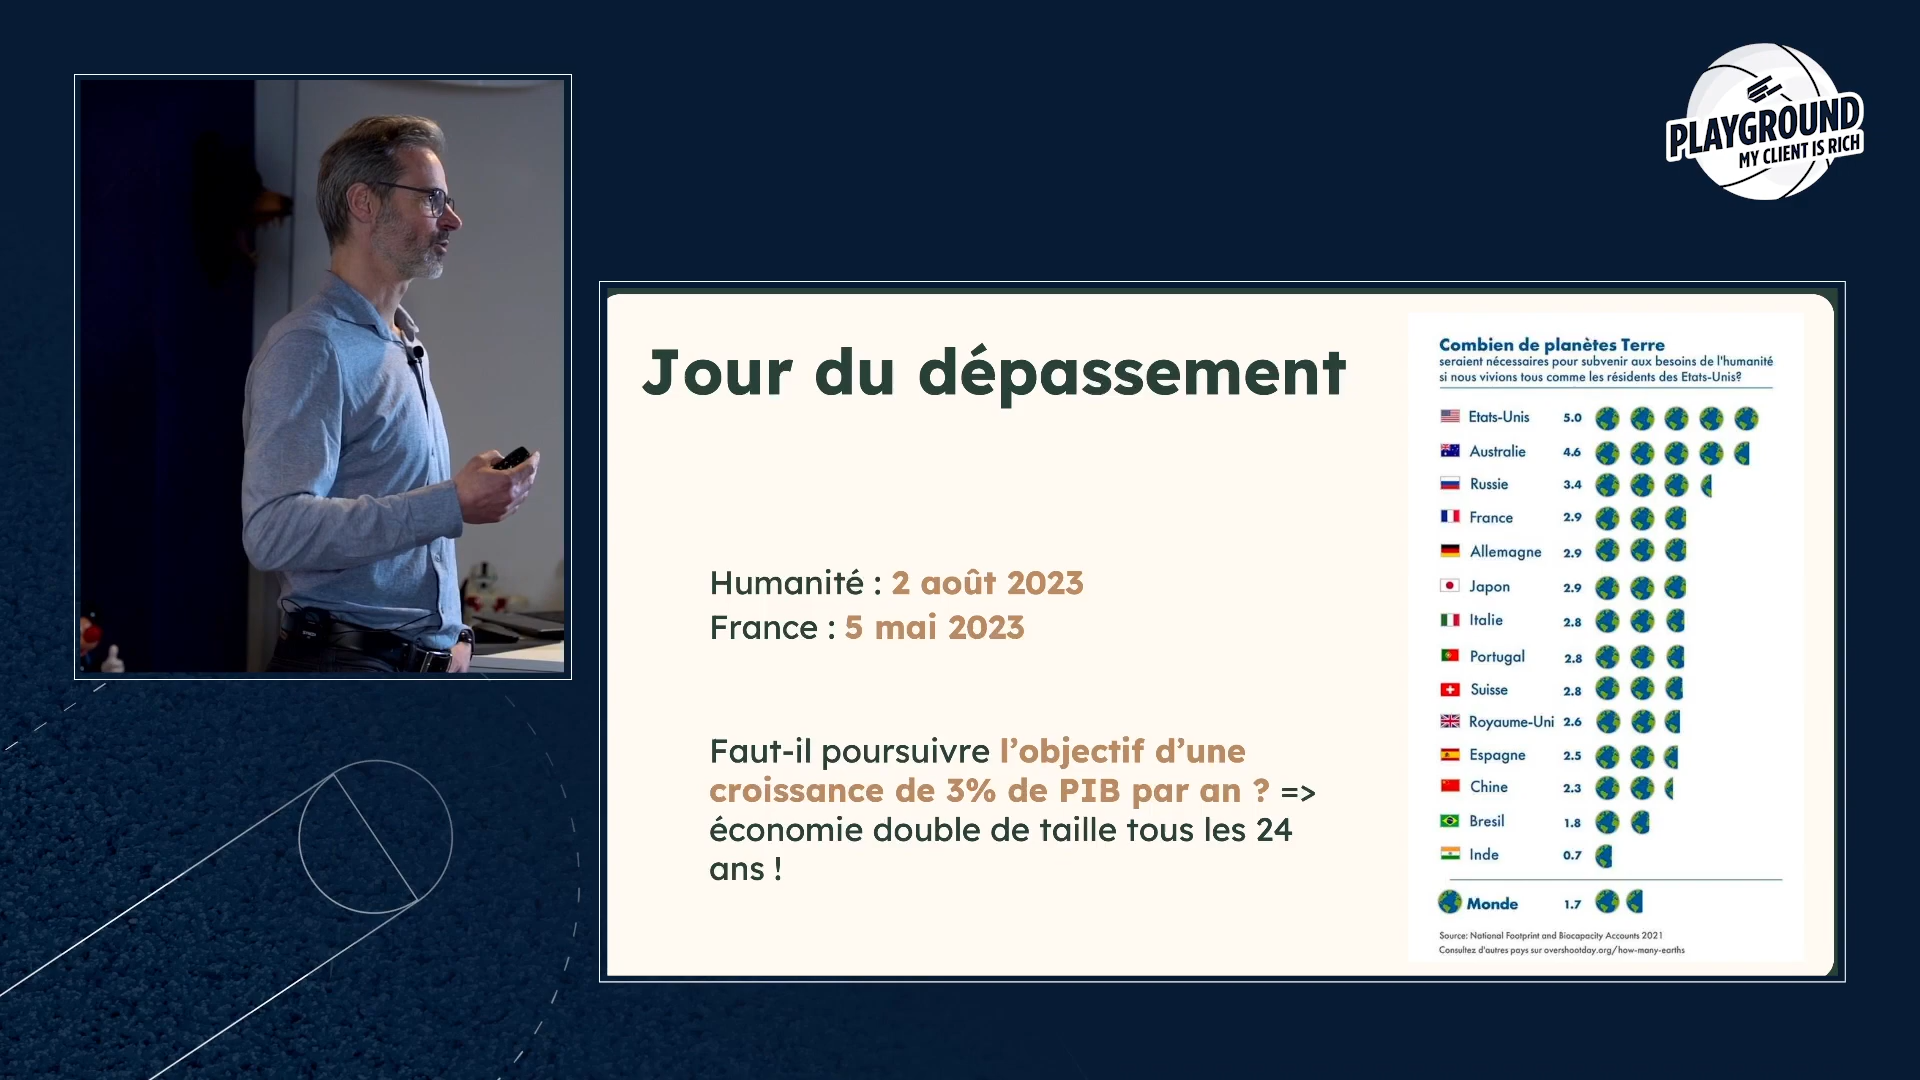 PLAYGROUND
MY CLIENT IS RICH
Jour du dépassement
Humanité : 2 août 2023
France : 5 mai 2023
Faut-il poursuivre l’objectif d’une
croissance de 3% de PIB par an ? =>
économie double de taille tous les 24
ans !
Combien de planètes Terre
seraient nécessaires pour subvenir aux besoins de l'humanité
si nous vivions tous comme les résidents des Etats-Unis?
Etats-Unis 5.0
Australie 4.6
Russie 3.4
France 2.9
Allemagne 2.9
Japon 2.9
Italie 2.8
Portugal 2.8
Suisse 2.8
Royaume-Uni 2.6
Espagne 2.5
Chine 2.3
Bresil 1.8
Inde 0.7
Monde 1.7
Source: National Footprint and Biocapacity Accounts 2021
Consultez d'autres pays sur overshootday.org/how-many-earths